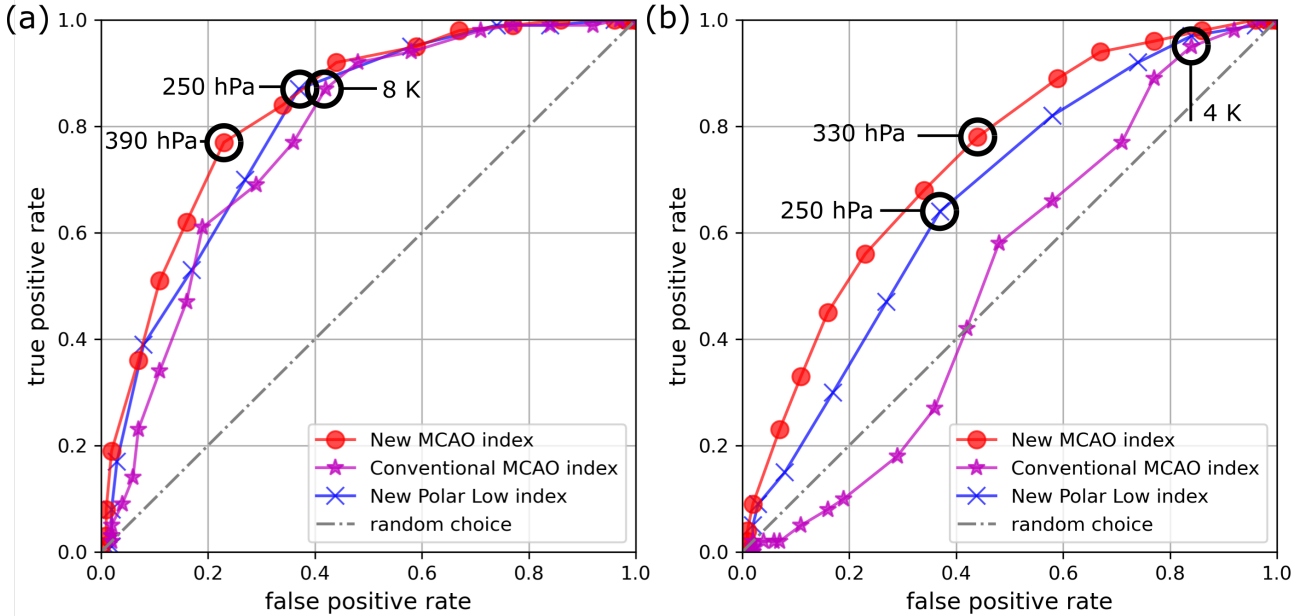 (a)
1.0
0.8
0.6
0.4
0.2
0.0
true positive rate
250 hPa
8 K
390 hPa
New MCAO index
Conventional MCAO index
New Polar Low index
random choice
0.0 0.2 0.4 0.6 0.8 1.0
false positive rate
(b)
1.0
0.8
0.6
0.4
0.2
0.0
true positive rate
4 K
330 hPa
250 hPa
New MCAO index
Conventional MCAO index
New Polar Low index
random choice
0.0 0.2 0.4 0.6 0.8 1.0
false positive rate